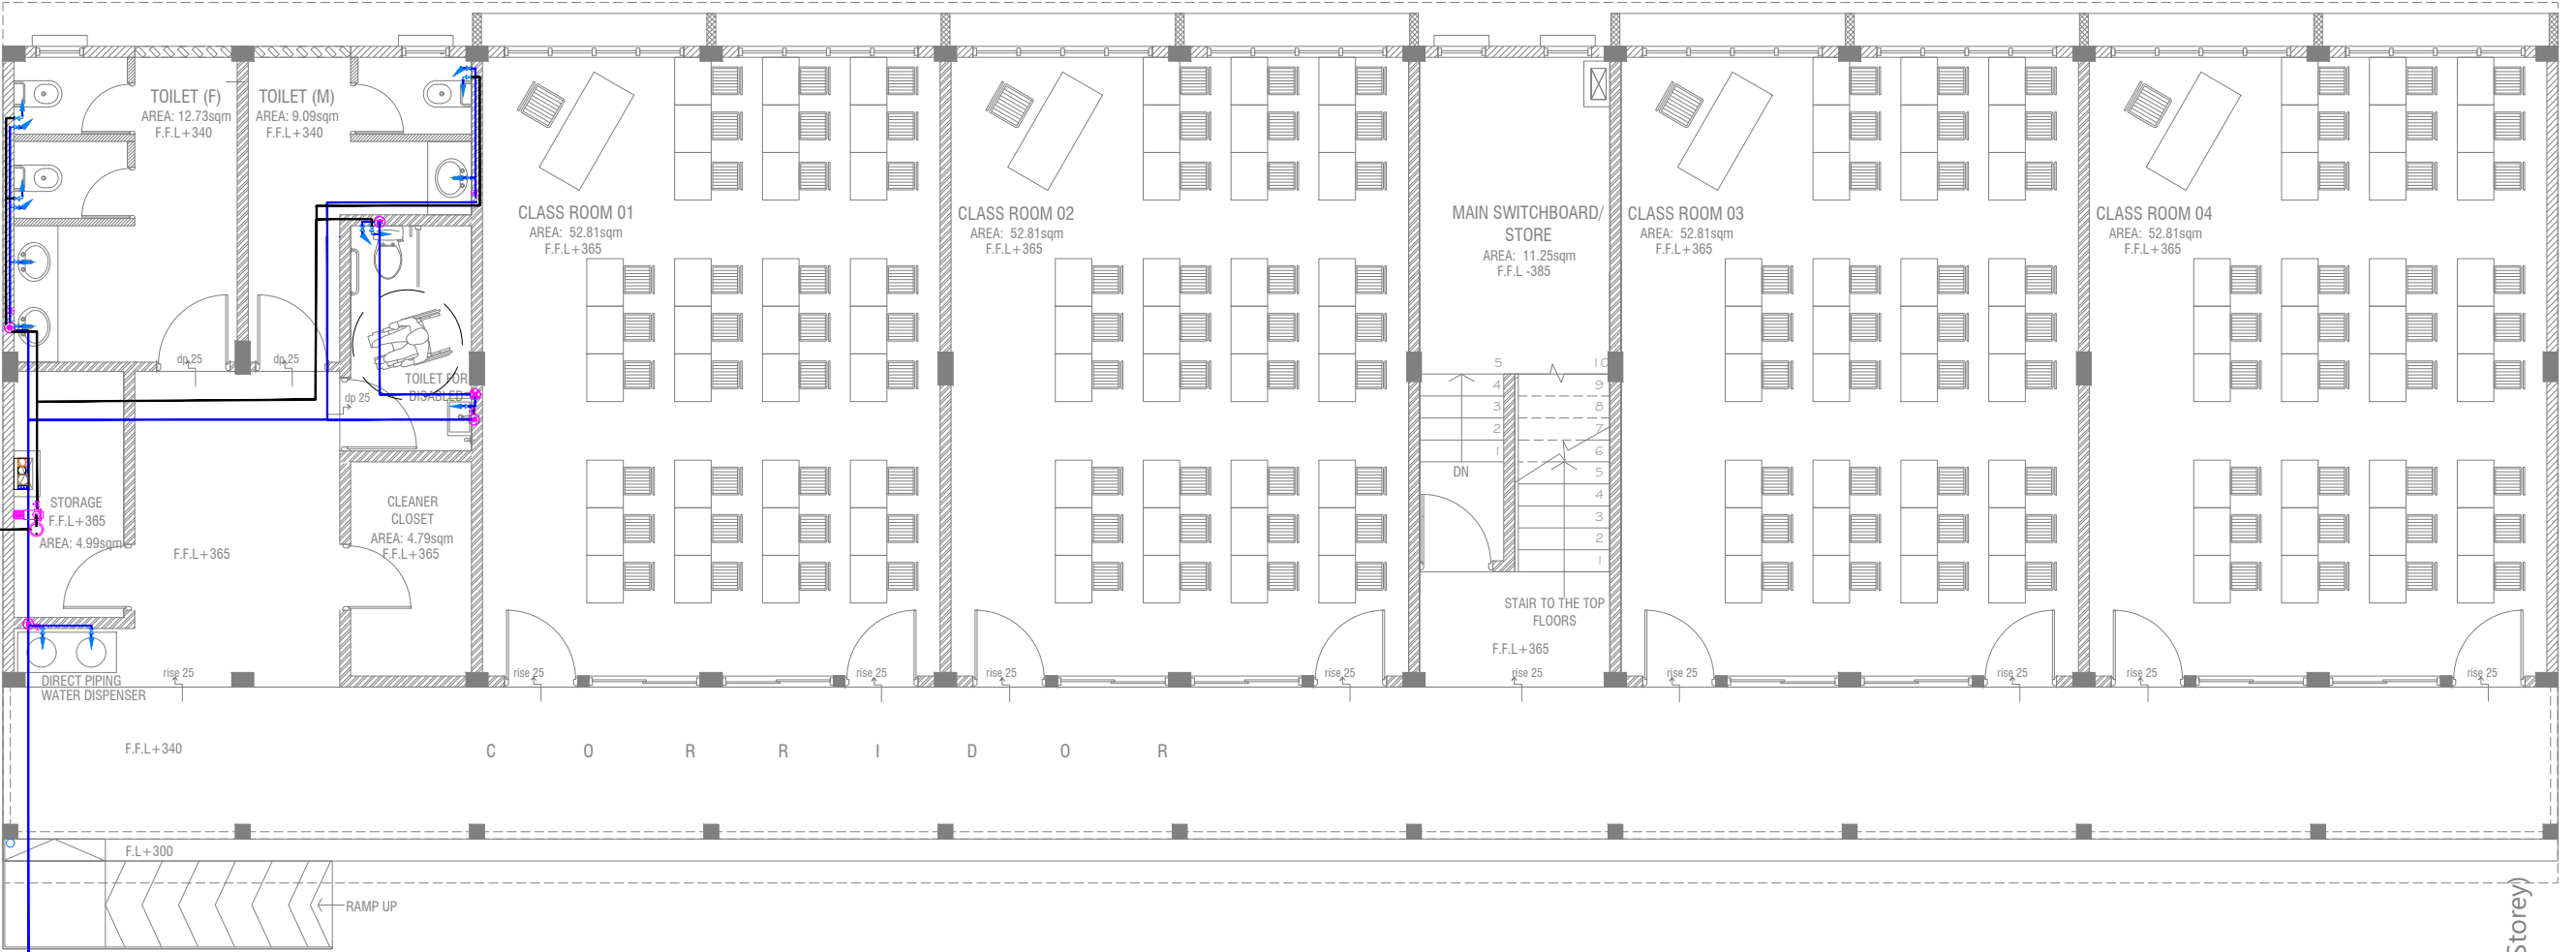 TOILET (F)
AREA: 12.73sqm
F.F.L+340
TOILET (M)
AREA: 9.09sqm
F.F.L+340
CLASS ROOM 01
AREA: 52.81sqm
F.F.L+365
CLASS ROOM 02
AREA: 52.81sqm
F.F.L+365
MAIN SWITCHBOARD/
STORE
AREA: 11.25sqm
F.F.L -385
CLASS ROOM 03
AREA: 52.81sqm
F.F.L+365
CLASS ROOM 04
AREA: 52.81sqm
F.F.L+365
dp 25
dp 25
TOILET FOR
DISABLED
dp 25
5
4
3
2
1
DN
10
9
8
7
6
5
4
3
2
1
STORAGE
F.F.L+365
AREA: 4.99sqm
F.F.L+365
CLEANER
CLOSET
AREA: 4.79sqm
F.F.L+365
STAIR TO THE TOP
FLOORS
F.F.L+365
DIRECT PIPING
WATER DISPENSER
rise 25
rise 25
rise 25
rise 25
rise 25
rise 25
rise 25
rise 25
rise 25
rise 25
F.F.L+340
C O R R I D O R
F.L+300
RAMP UP
Storey)